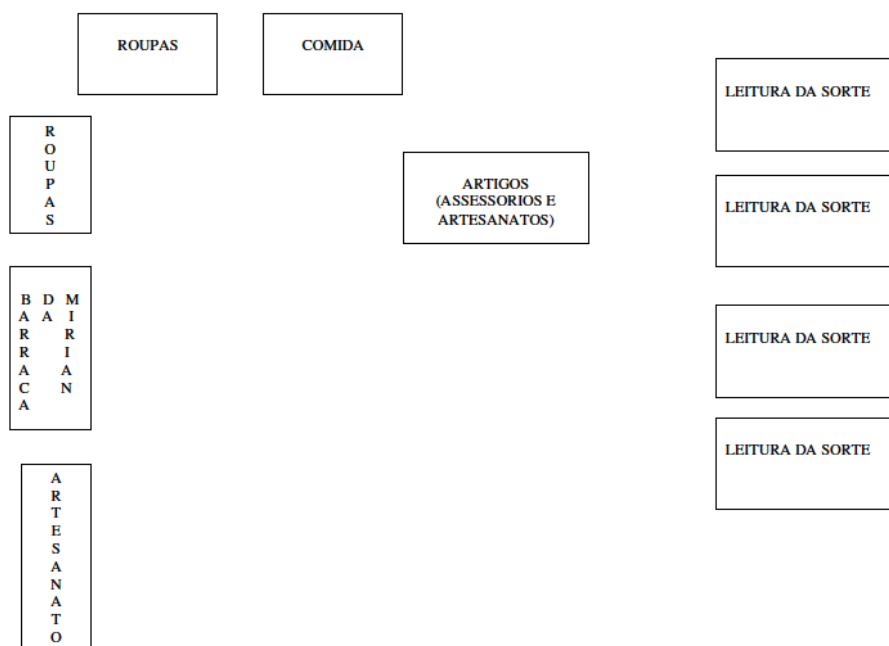 ROUPAS
COMIDA
LEITURA DA SORTE
ROUPAS
ARTIGOS
(ASSESSORIOS E
ARTESANATOS)
LEITURA DA SORTE
BARRACA
DA
MIRIAN
LEITURA DA SORTE
LEITURA DA SORTE
ARTESANATO